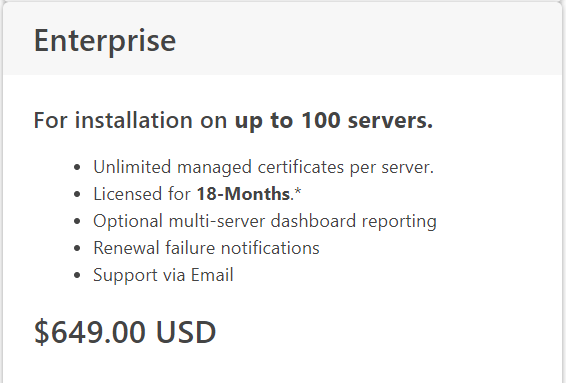 Enterprise
For installation on up to 100 servers.
• Unlimited managed certificates per server.
• Licensed for 18-Months.*
• Optional multi-server dashboard reporting
• Renewal failure notifications
• Support via Email
$649.00 USD